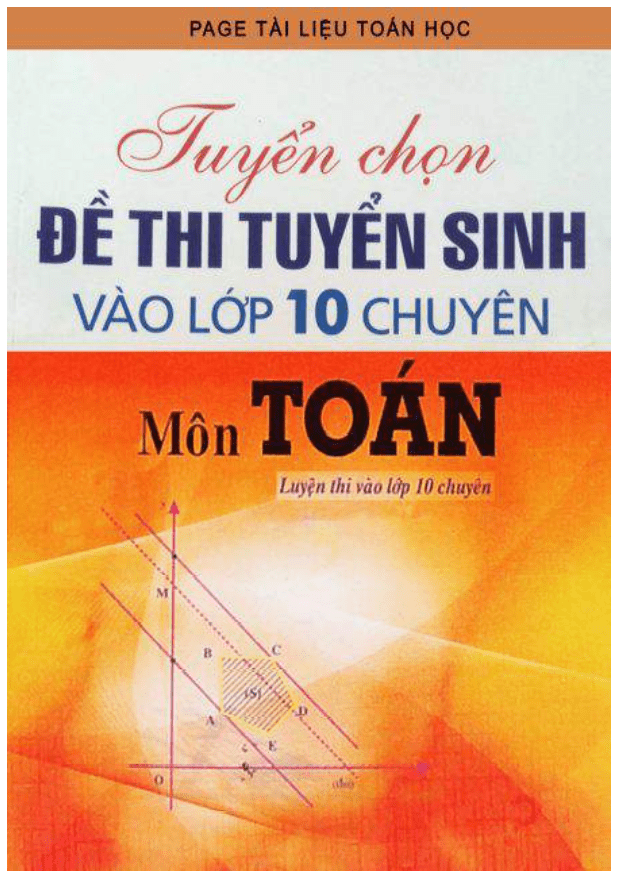 PAGE TÀI LIỆU TOÁN HỌC
Tuyển chọn
ĐỀ THI TUYỂN SINH
VÀO LỚP 10 CHUYÊN
Môn TOÁN
Luyện thi vào lớp 10 chuyên
y
M
B C
(S)
A D
E
O